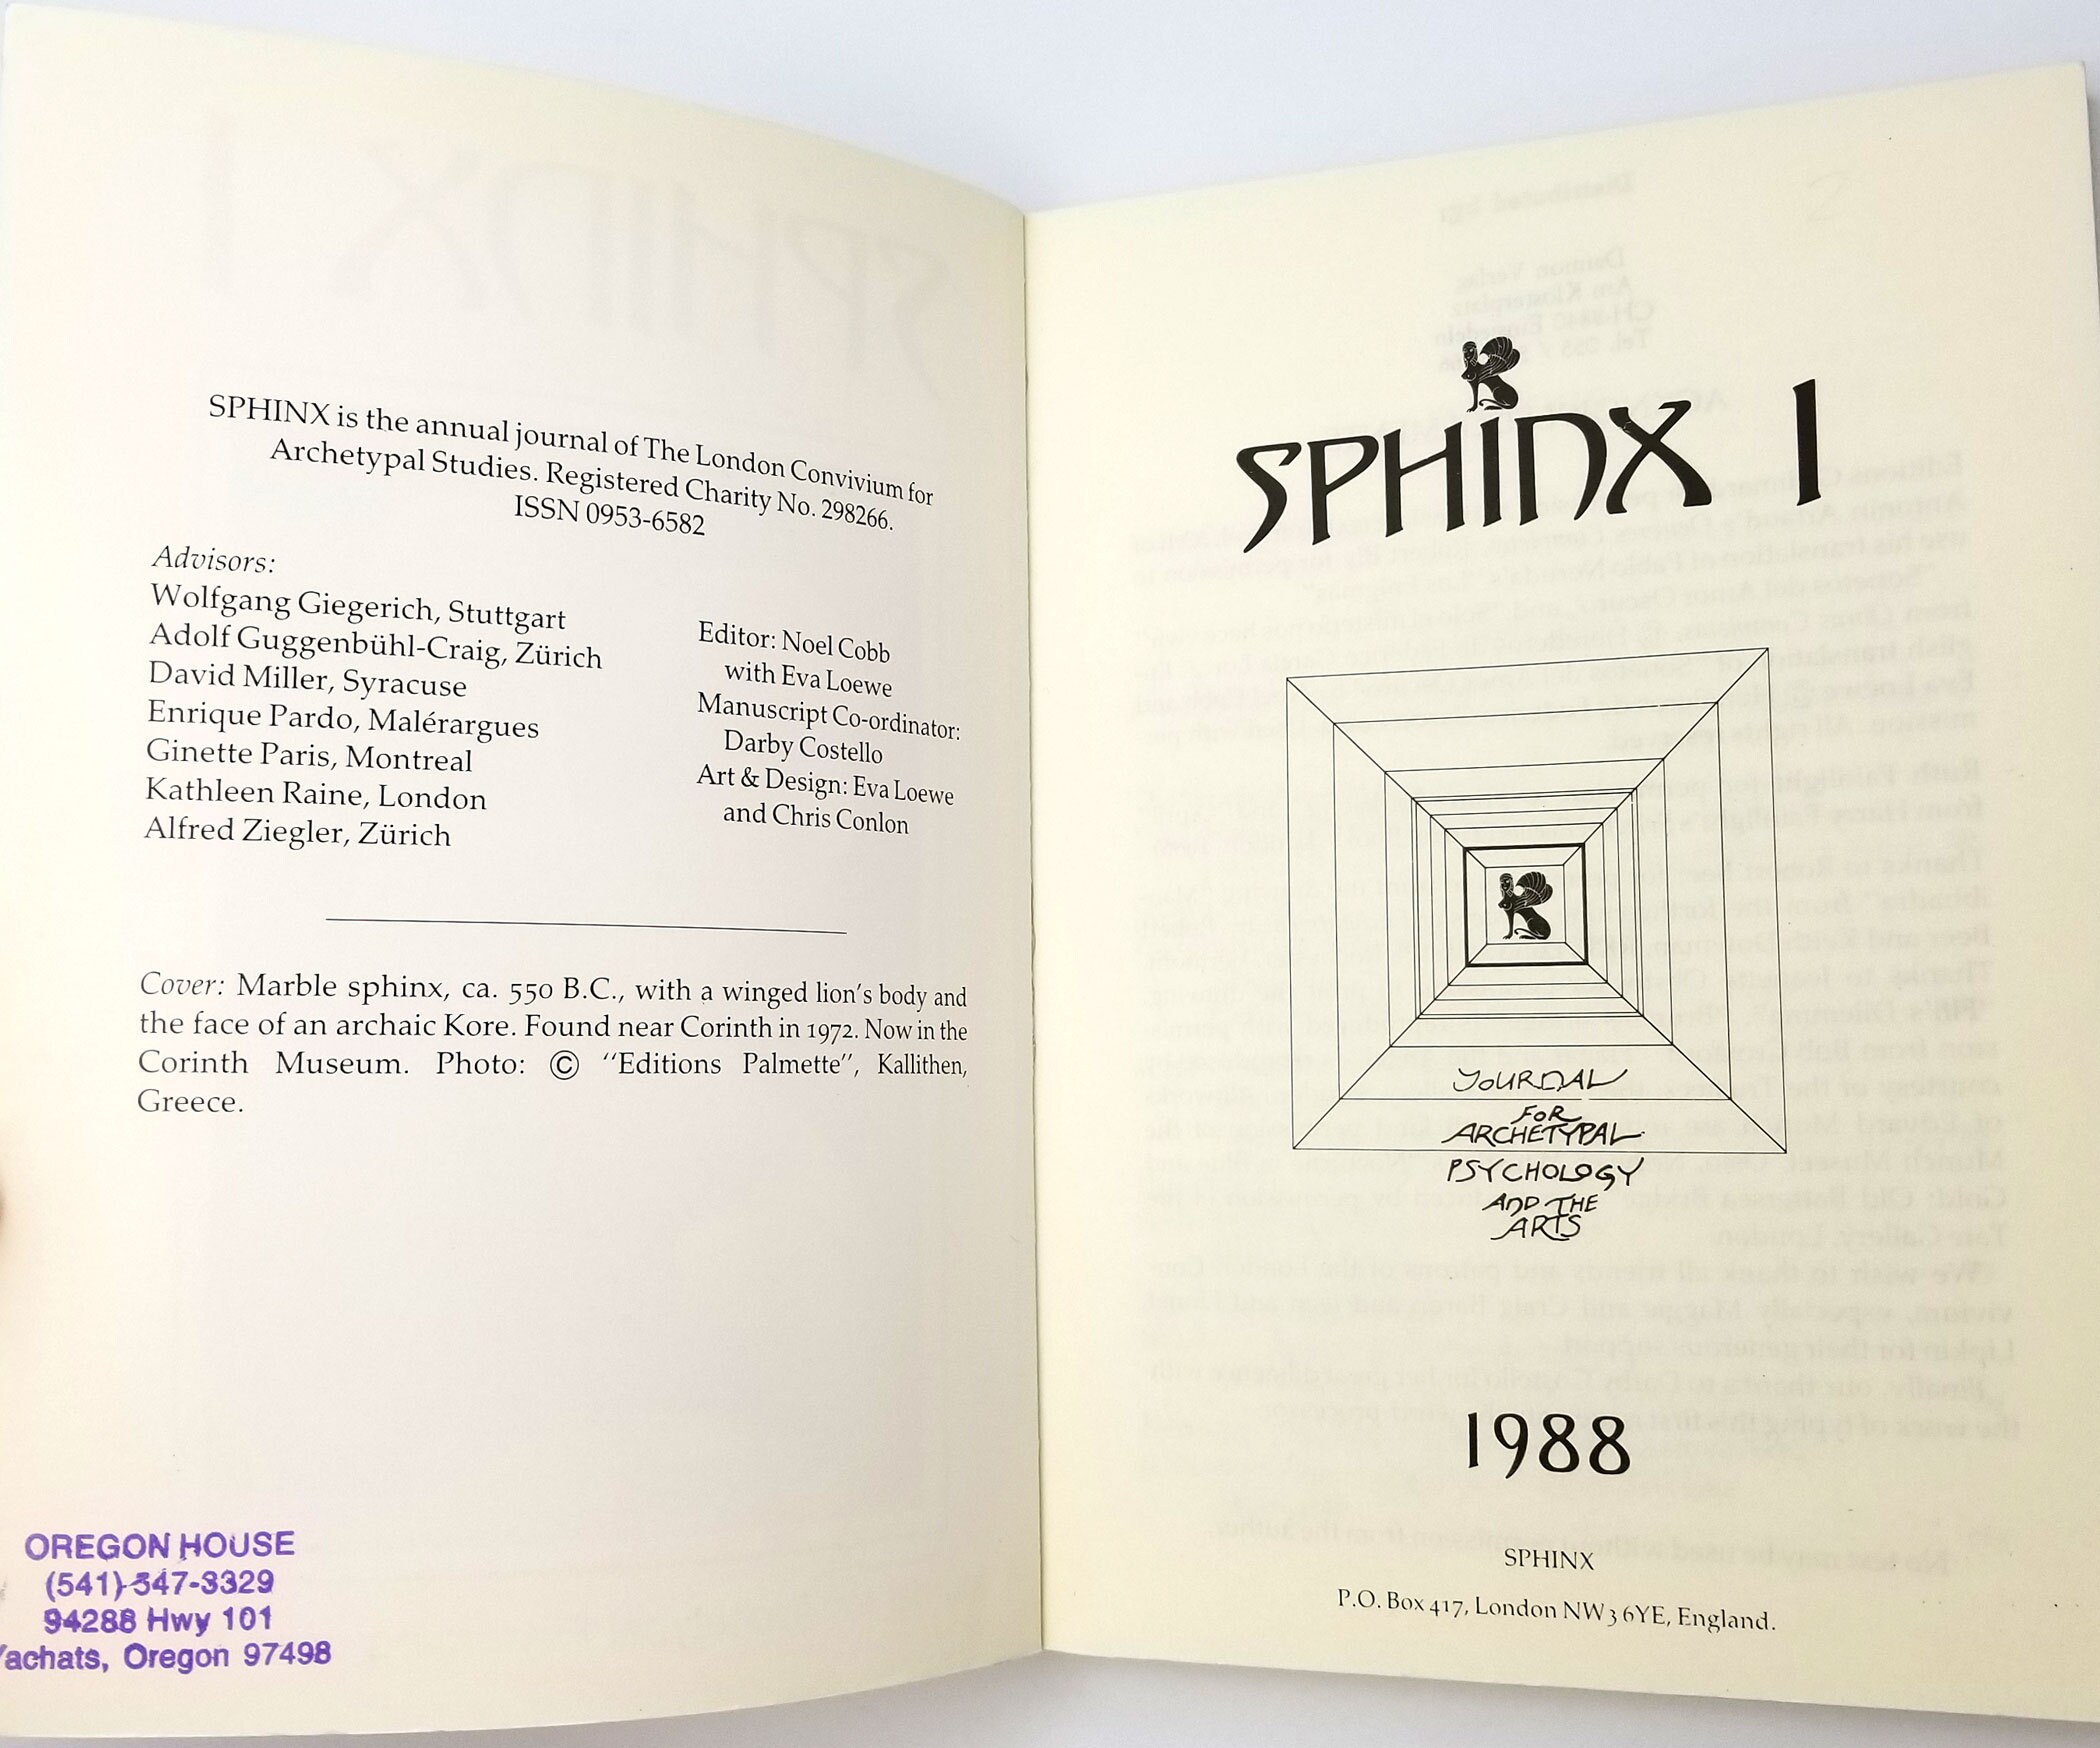 SPHINX is the annual journal of The London Convivium for
Archetypal Studies. Registered Charity No. 298266.
ISSN 0953-6582
Advisors:
Wolfgang Giegerich, Stuttgart
Adolf Guggenbühl-Craig, Zürich
David Miller, Syracuse
Enrique Pardo, Malérargues
Ginette Paris, Montreal
Kathleen Raine, London
Alfred Ziegler, Zürich
Editor: Noel Cobb
with Eva Loewe
Manuscript Co-ordinator:
Darby Costello
Art & Design: Eva Loewe
and Chris Conlon
Cover: Marble sphinx, ca. 550 B.C., with a winged lion's body and
the face of an archaic Kore. Found near Corinth in 1972. Now in the
Corinth Museum. Photo: © "Editions Palmette", Kallithen,
Greece.
OREGON HOUSE
(541) 547-3329
94288 Hwy 101
Yachats, Oregon 97498
SPHINX 1
JOURNAL
FOR
ARCHETYPAL
PSYCHOLOGY
AND THE
ARTS
1988
SPHINX
P.O. Box 417, London NW3 6YE, England.